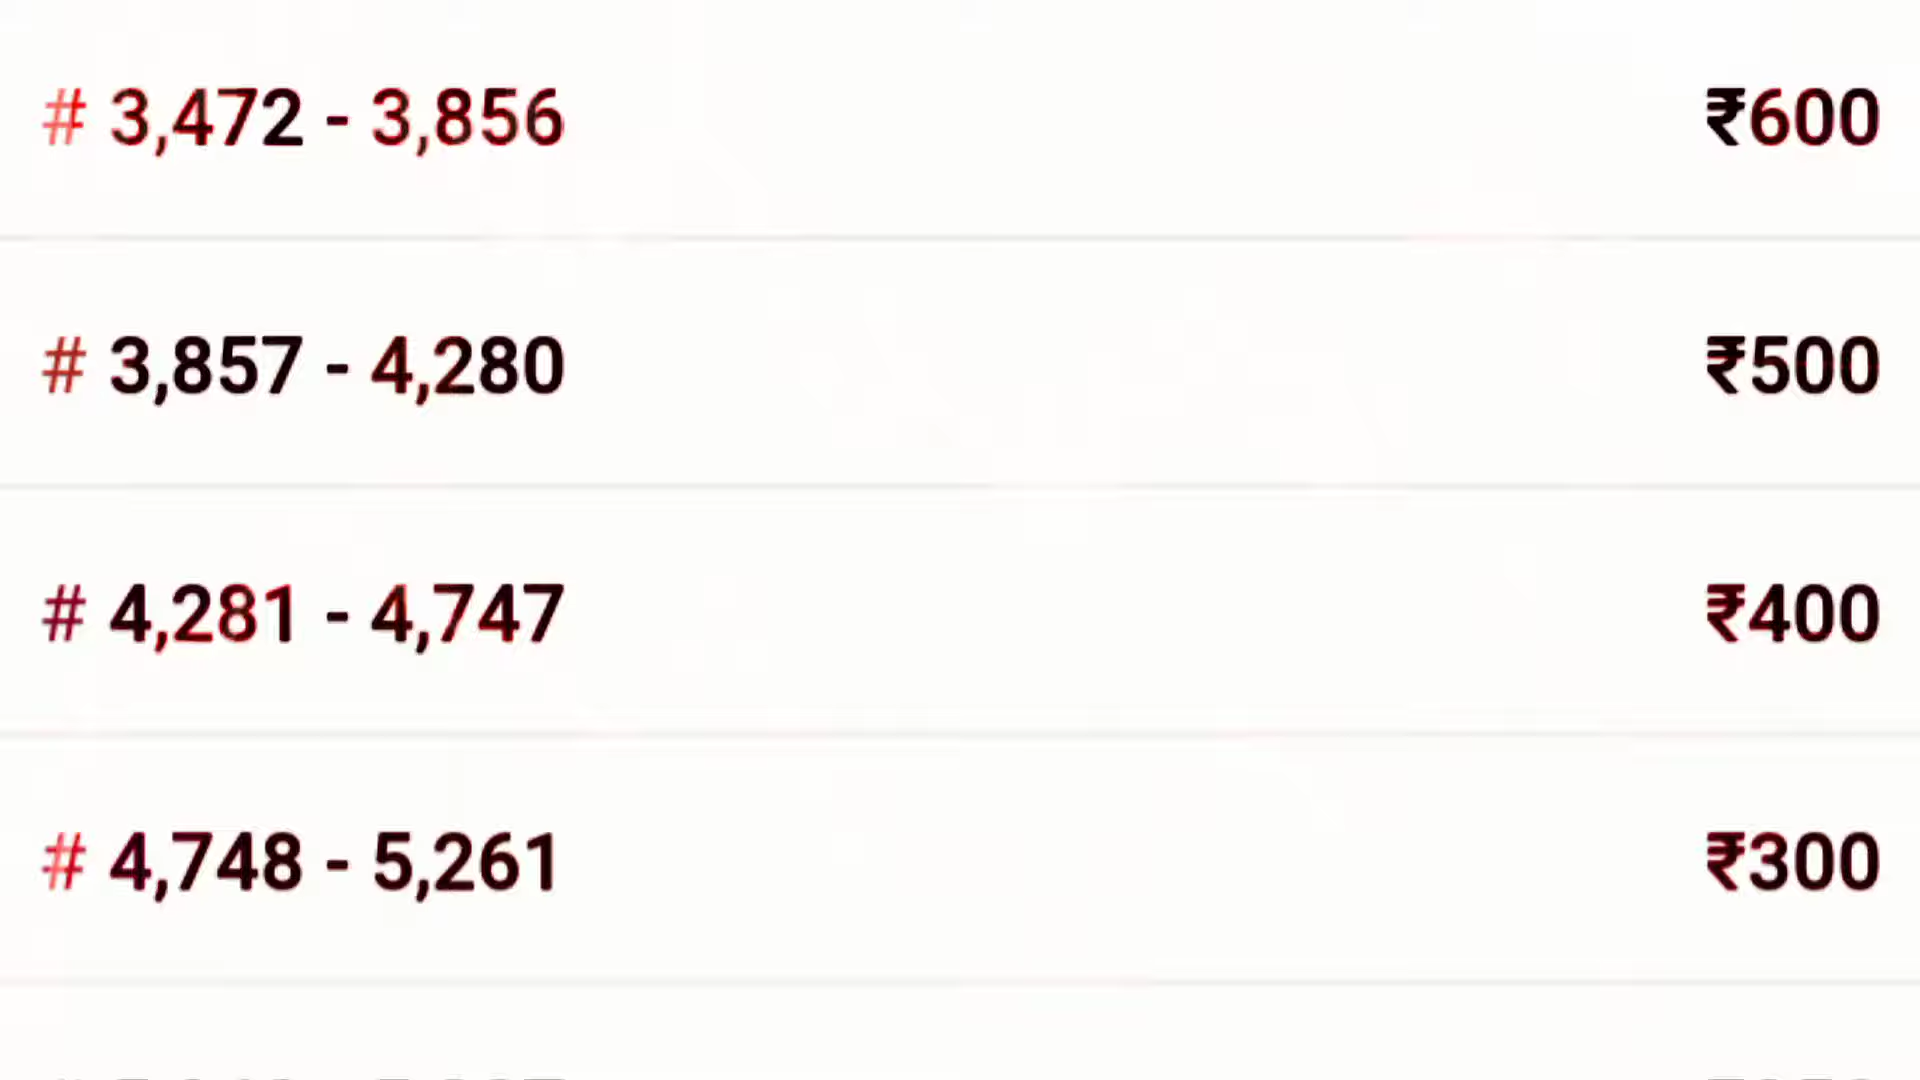 # 3,472 - 3,856 ₹600
# 3,857 - 4,280 ₹500
# 4,281 - 4,747 ₹400
# 4,748 - 5,261 ₹300